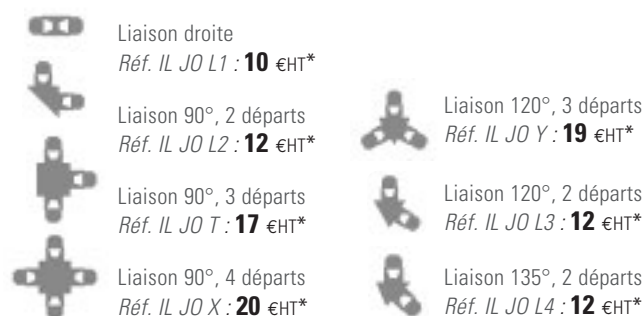 Liaison droite
Réf. IL JO L1 : 10 €HT*
Liaison 90°, 2 départs
Réf. IL JO L2 : 12 €HT*
Liaison 90°, 3 départs
Réf. IL JO T : 17 €HT*
Liaison 90°, 4 départs
Réf. IL JO X : 20 €HT*
Liaison 120°, 3 départs
Réf. IL JO Y : 19 €HT*
Liaison 120°, 2 départs
Réf. IL JO L3 : 12 €HT*
Liaison 135°, 2 départs
Réf. IL JO L4 : 12 €HT*